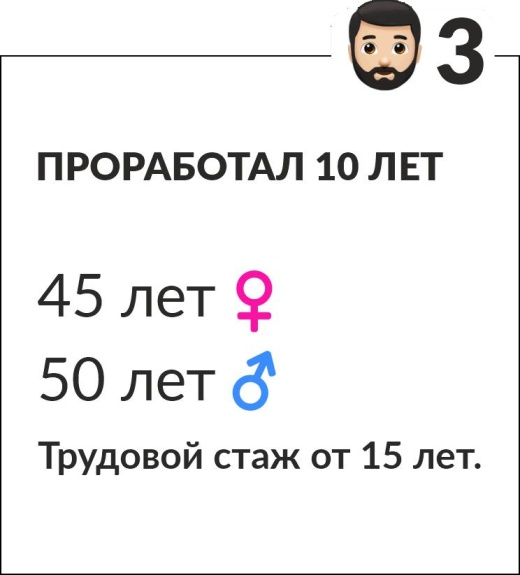 3
ПРОРАБОТАЛ 10 ЛЕТ
45 лет ♀
50 лет ♂
Трудовой стаж от 15 лет.